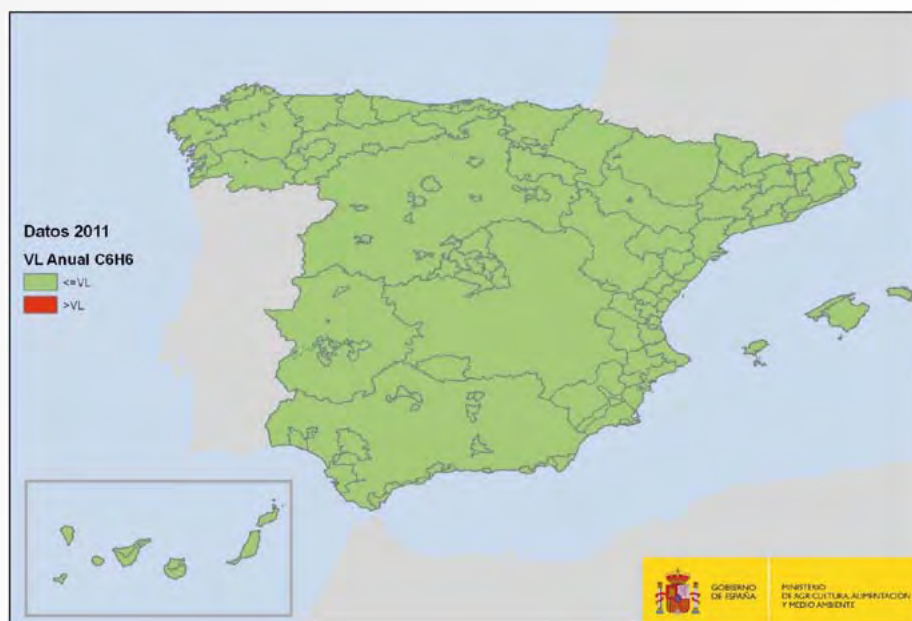 Datos 2011
VL Anual C6H6
<=VL
>VL
GOBIERNO
DE ESPAÑA
MINISTERIO
DE AGRICULTURA, ALIMENTACIÓN
Y MEDIO AMBIENTE